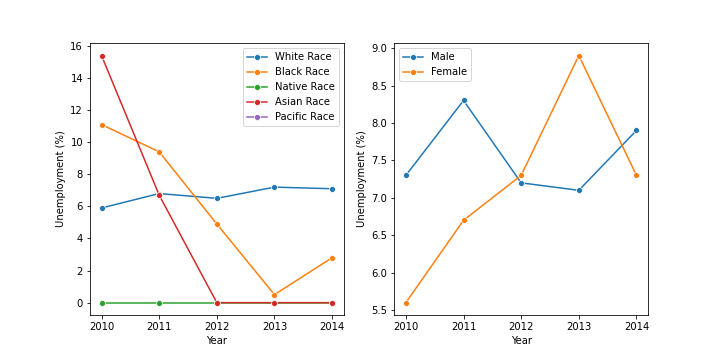 16
14
12
10
8
6
4
2
0
Unemployment (%)
2010 2011 2012 2013 2014
Year
White Race
Black Race
Native Race
Asian Race
Pacific Race
9.0
8.5
8.0
7.5
7.0
6.5
6.0
5.5
Unemployment (%)
2010 2011 2012 2013 2014
Year
Male
Female